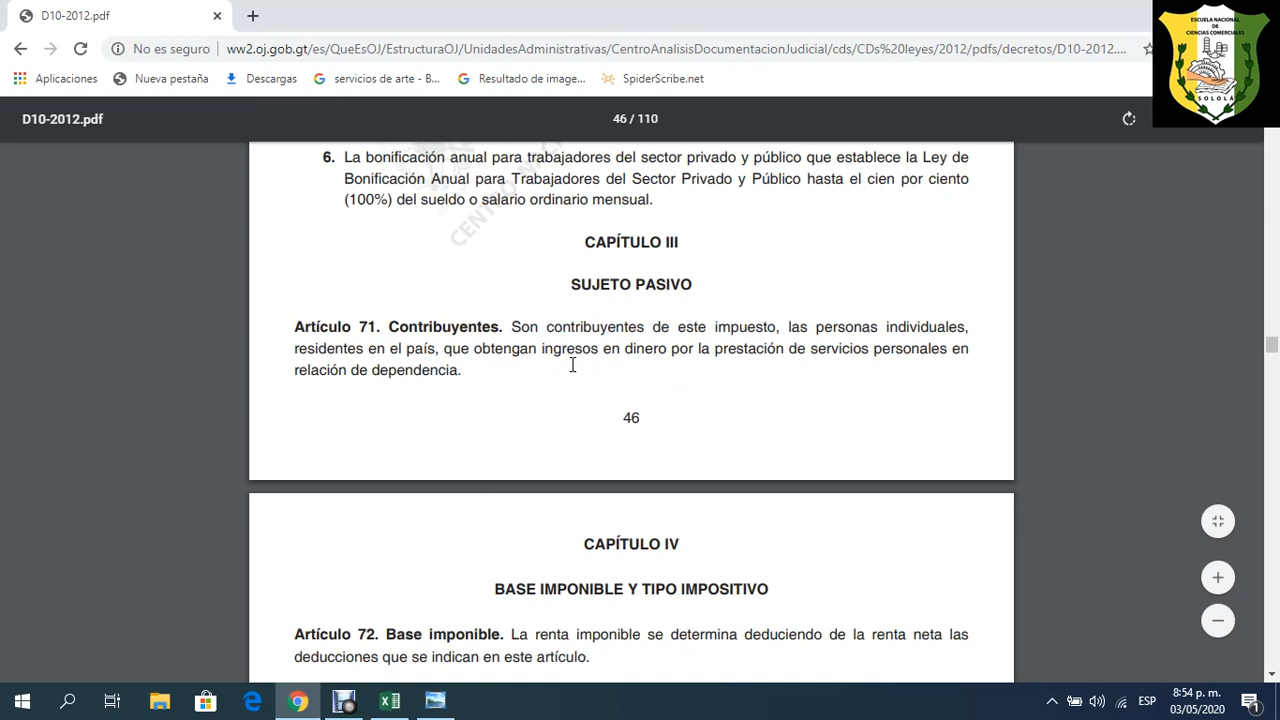 D10-2012.pdf
ESCUELA NACIONAL
DE
CIENCIAS COMERCIALES
SOLOLÁ
No es seguro
ww2.oj.gob.gt/es/QueEsOJ/EstructuraOJ/UnidadesAdministrativas/CentroAnalisisDocumentacionJudicial/cds/CDs%20leyes/2012/pdfs/decretos/D10-2012....
Aplicaciones
Nueva pestaña
Descargas
servicios de arte - B...
Resultado de image...
SpiderScribe.net
D10-2012.pdf
46 / 110
6. La bonificación anual para trabajadores del sector privado y público que establece la Ley de
Bonificación Anual para Trabajadores del Sector Privado y Público hasta el cien por ciento
(100%) del sueldo o salario ordinario mensual.
CENTRO NAC
CAPÍTULO III
SUJETO PASIVO
Artículo 71. Contribuyentes. Son contribuyentes de este impuesto, las personas individuales,
residentes en el país, que obtengan ingresos en dinero por la prestación de servicios personales en
relación de dependencia.
46
CAPÍTULO IV
BASE IMPONIBLE Y TIPO IMPOSITIVO
Artículo 72. Base imponible. La renta imponible se determina deduciendo de la renta neta las
deducciones que se indican en este artículo.
ESP
8:54 p. m.
03/05/2020
1